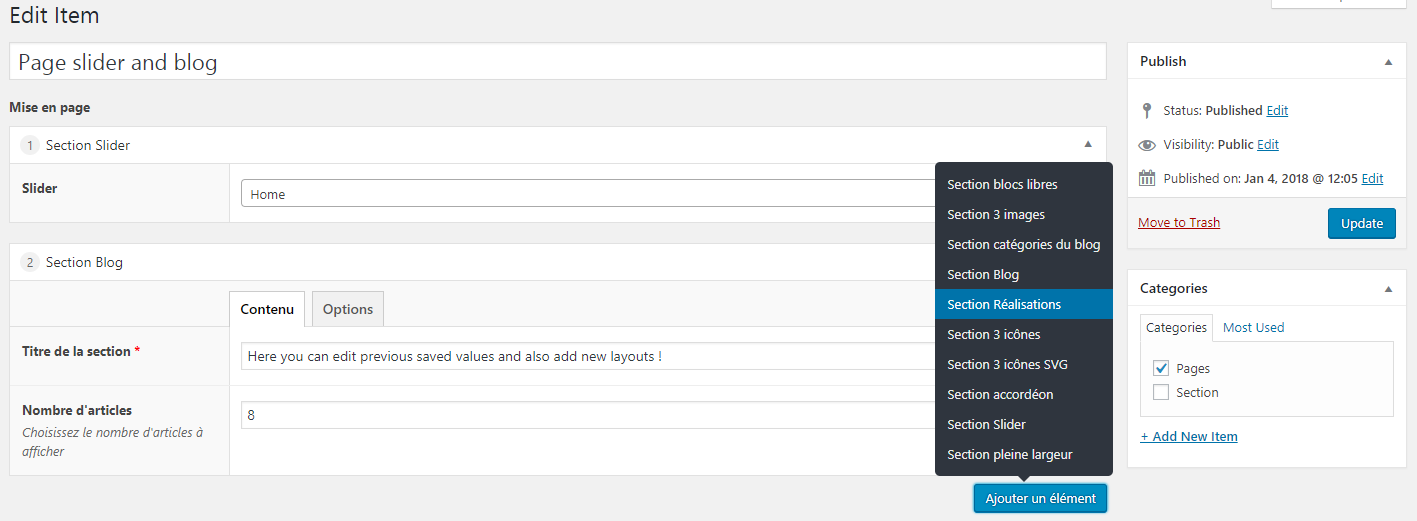 Edit Item
Page slider and blog
Mise en page
1 Section Slider
Slider
Home
2 Section Blog
Contenu
Options
Titre de la section *
Here you can edit previous saved values and also add new layouts !
Nombre d'articles
Choisissez le nombre d'articles à
afficher
8
Section blocs libres
Section 3 images
Section catégories du blog
Section Blog
Section Réalisations
Section 3 icônes
Section 3 icônes SVG
Section accordéon
Section Slider
Section pleine largeur
Ajouter un élément
Publish
Status: Published Edit
Visibility: Public Edit
Published on: Jan 4, 2018 @ 12:05 Edit
Move to Trash
Update
Categories
Categories
Most Used
Pages
Section
+ Add New Item